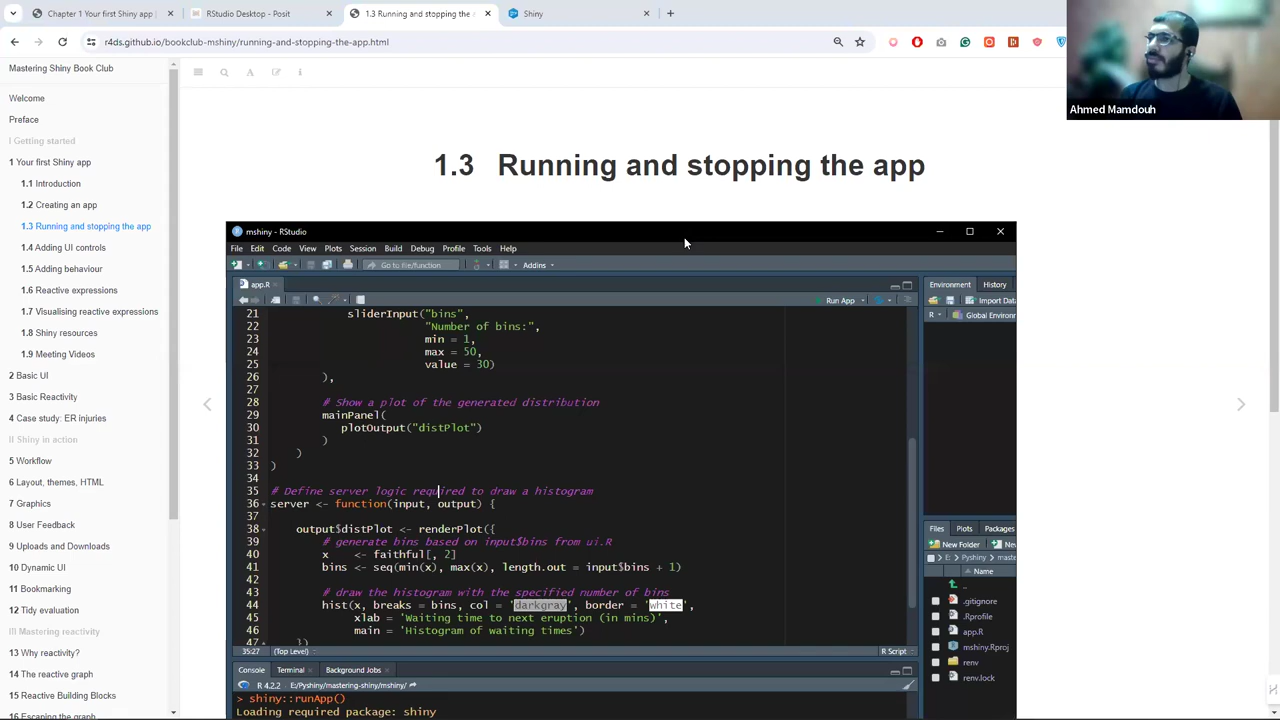 Chapter 1 Your first Shiny app |
RStudio Desktop - Posit
1.3 Running and stopping the
Shiny
r4ds.github.io/bookclub-mshiny/running-and-stopping-the-app.html
Ahmed Mamdouh
Mastering Shiny Book Club
Welcome
Preface
I Getting started
1 Your first Shiny app
1.1 Introduction
1.2 Creating an app
1.3 Running and stopping the app
1.4 Adding UI controls
1.5 Adding behaviour
1.6 Reactive expressions
1.7 Visualising reactive expressions
1.8 Shiny resources
1.9 Meeting Videos
2 Basic UI
3 Basic Reactivity
4 Case study: ER injuries
II Shiny in action
5 Workflow
6 Layout, themes, HTML
7 Graphics
8 User Feedback
9 Uploads and Downloads
10 Dynamic UI
11 Bookmarking
12 Tidy evaluation
III Mastering reactivity
13 Why reactivity?
14 The reactive graph
15 Reactive Building Blocks
16 Escaping the graph
1.3 Running and stopping the app
mshiny - RStudio
File Edit Code View Plots Session Build Debug Profile Tools Help
Go to file/function
Addins
app.R
Run App
21 sliderInput("bins",
22 "Number of bins:",
23 min = 1,
24 max = 50,
25 value = 30)
26 ),
27
28 # Show a plot of the generated distribution
29 mainPanel(
30 plotOutput("distPlot")
31 )
32 )
33 )
34
35 # Define server logic required to draw a histogram
36 server <- function(input, output) {
37
38 output$distPlot <- renderPlot({
39 # generate bins based on input$bins from ui.R
40 x <- faithful[, 2]
41 bins <- seq(min(x), max(x), length.out = input$bins + 1)
42
43 # draw the histogram with the specified number of bins
44 hist(x, breaks = bins, col = 'darkgray', border = 'white',
45 xlab = 'Waiting time to next eruption (in mins)',
46 main = 'Histogram of waiting times')
47 })
35:27 (Top Level) R Script
Console Terminal Background Jobs
R 4.2.2 E:/Pyshiny/mastering-shiny/mshiny/
> shiny::runApp()
Loading required package: shiny
Environment History
Import Data
R Global Environ
Files Plots Packages
New Folder
E: Pyshiny
Name
..
.gitignore
.Rprofile
app.R
mshiny.Rproj
renv
renv.lock